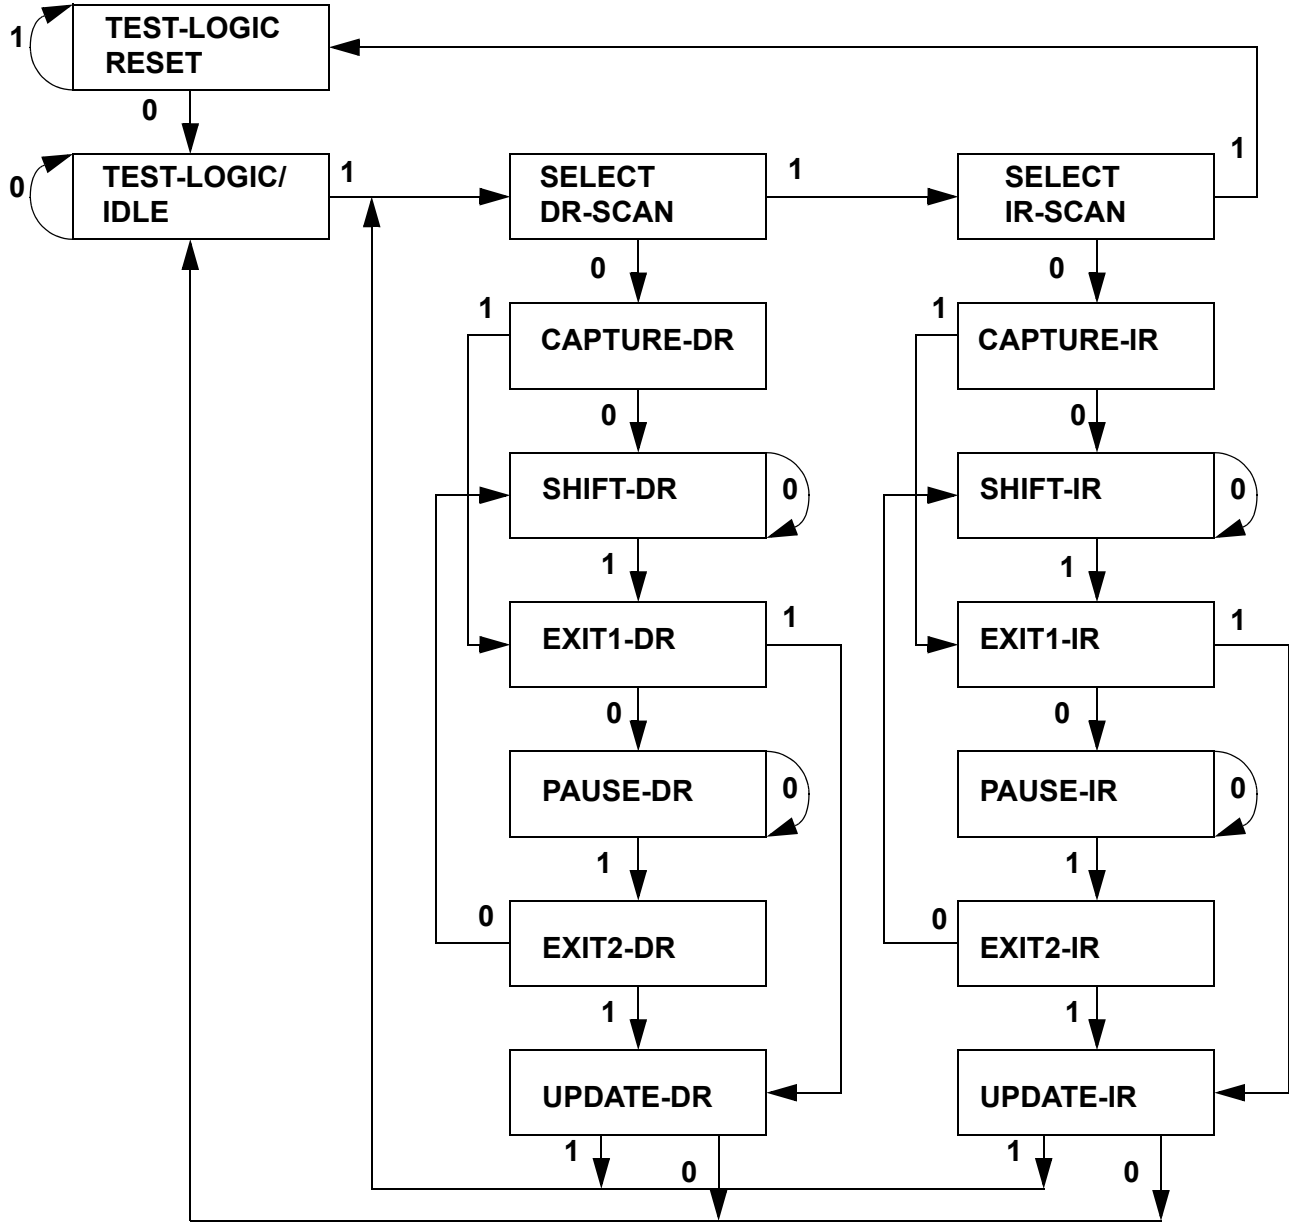 TEST-LOGIC
RESET
1
0
TEST-LOGIC/
IDLE
0
1
SELECT
DR-SCAN
1
SELECT
IR-SCAN
1
0
0
1
CAPTURE-DR
1
CAPTURE-IR
0
0
SHIFT-DR
0
SHIFT-IR
0
1
1
EXIT1-DR
1
EXIT1-IR
1
0
0
PAUSE-DR
0
PAUSE-IR
0
1
1
0
EXIT2-DR
0
EXIT2-IR
1
1
UPDATE-DR
UPDATE-IR
1
0
1
0